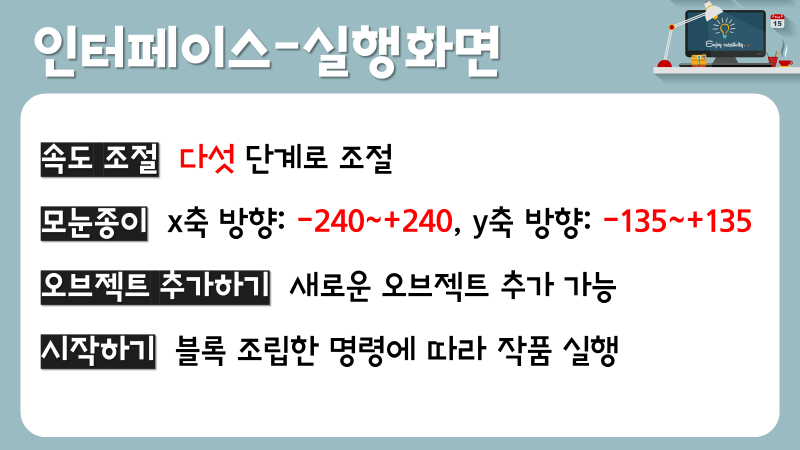 인터페이스-실행화면
Enjoy creativity...
15
속도 조절 다섯 단계로 조절
모눈종이 x축 방향: -240~+240, y축 방향: -135~+135
오브젝트 추가하기 새로운 오브젝트 추가 가능
시작하기 블록 조립한 명령에 따라 작품 실행